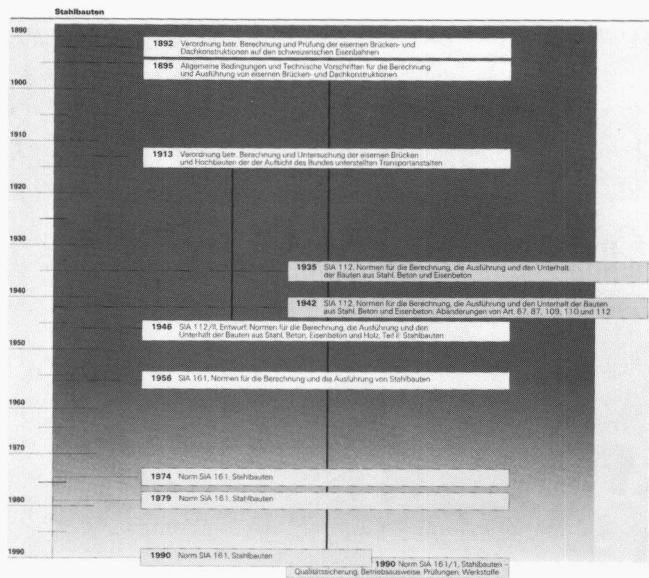 Stahlbauten
1890
1892 Verordnung betr. Berechnung und Prüfung der eisernen Brücken- und
Dachkonstruktionen auf den schweizerischen Eisenbahnen
1895 Allgemeine Bedingungen und Technische Vorschriften für die Berechnung
und Ausführung von eisernen Brücken- und Dachkonstruktionen
1900
1910
1913 Verordnung betr. Berechnung und Untersuchung der eisernen Brücken
und Hochbauten der der Aufsicht des Bundes unterstellten Transportanstalten
1920
1930
1935 SIA 112, Normen für die Berechnung, die Ausführung und den Unterhalt
der Bauten aus Stahl, Beton und Eisenbeton
1940
1942 SIA 112, Normen für die Berechnung, die Ausführung und den Unterhalt der Bauten
aus Stahl, Beton und Eisenbeton: Abänderungen von Art. 67, 87, 109, 110 und 112
1946 SIA 112/II, Entwurf: Normen für die Berechnung, die Ausführung und den
Unterhalt der Bauten aus Stahl, Beton, Eisenbeton und Holz, Teil II: Stahlbauten
1950
1956 SIA 161, Normen für die Berechnung und die Ausführung von Stahlbauten
1960
1970
1974 Norm SIA 161, Stahlbauten
1879 Norm SIA 161, Stahlbauten
1980
1990
1990 Norm SIA 161, Stahlbauten
1990 Norm SIA 161/1, Stahlbauten –
Qualitätssicherung, Betriebsausweise, Prüfungen, Werkstoffe